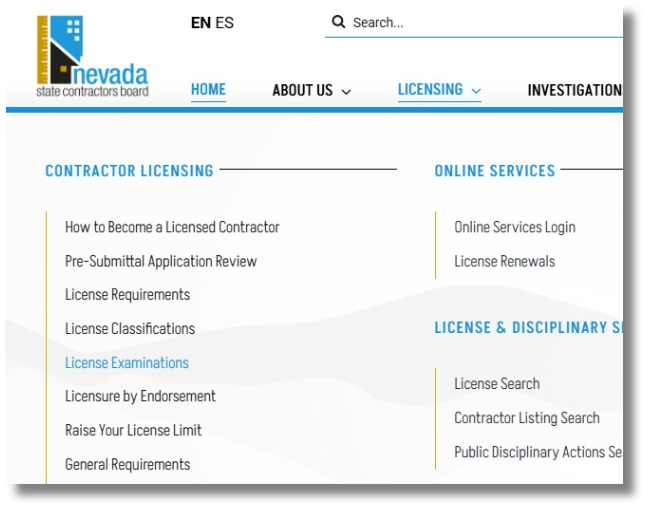 EN ES
Search...
nevada
state contractors board
HOME
ABOUT US
LICENSING
INVESTIGATION
CONTRACTOR LICENSING
How to Become a Licensed Contractor
Pre-Submittal Application Review
License Requirements
License Classifications
License Examinations
Licensure by Endorsement
Raise Your License Limit
General Requirements
ONLINE SERVICES
Online Services Login
License Renewals
LICENSE & DISCIPLINARY
License Search
Contractor Listing Search
Public Disciplinary Actions